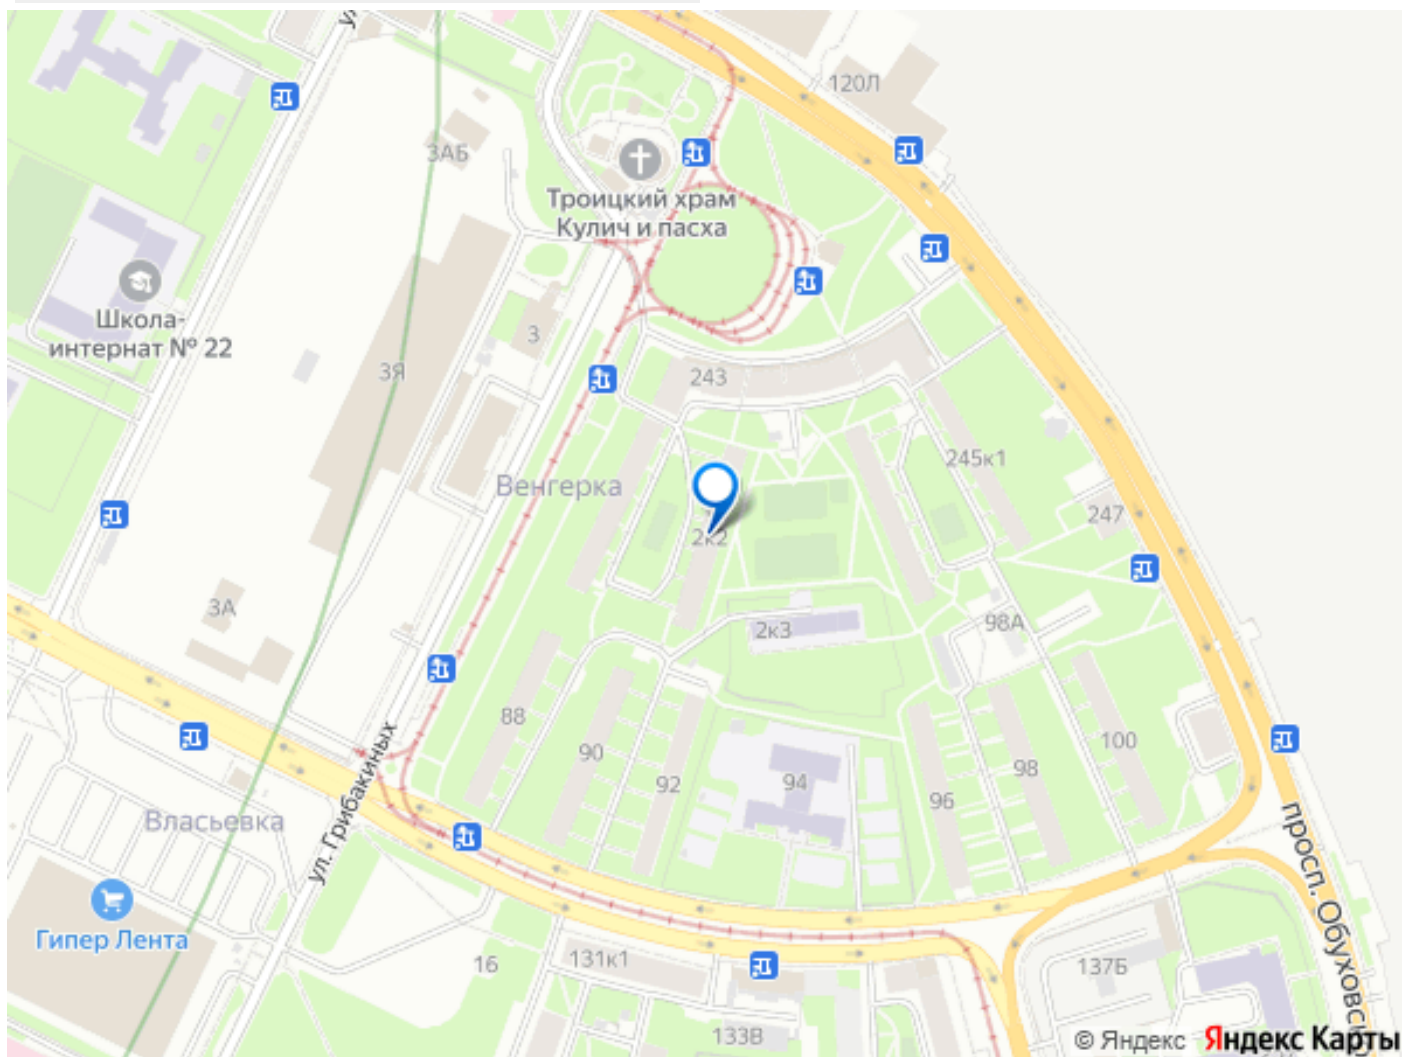 120Л
3АБ
Троицкий храм
Кулич и пасха
Школа-
интернат № 22
3
3Я
243
245к1
Венгерка
247
2к2
3А
2к3
98А
88
90
92
94
96
98
100
ул. Грибакиных
Власьевка
просп. Обуховск
Гипер Лента
16
131к1
137Б
133В
© Яндекс Яндекс Карты